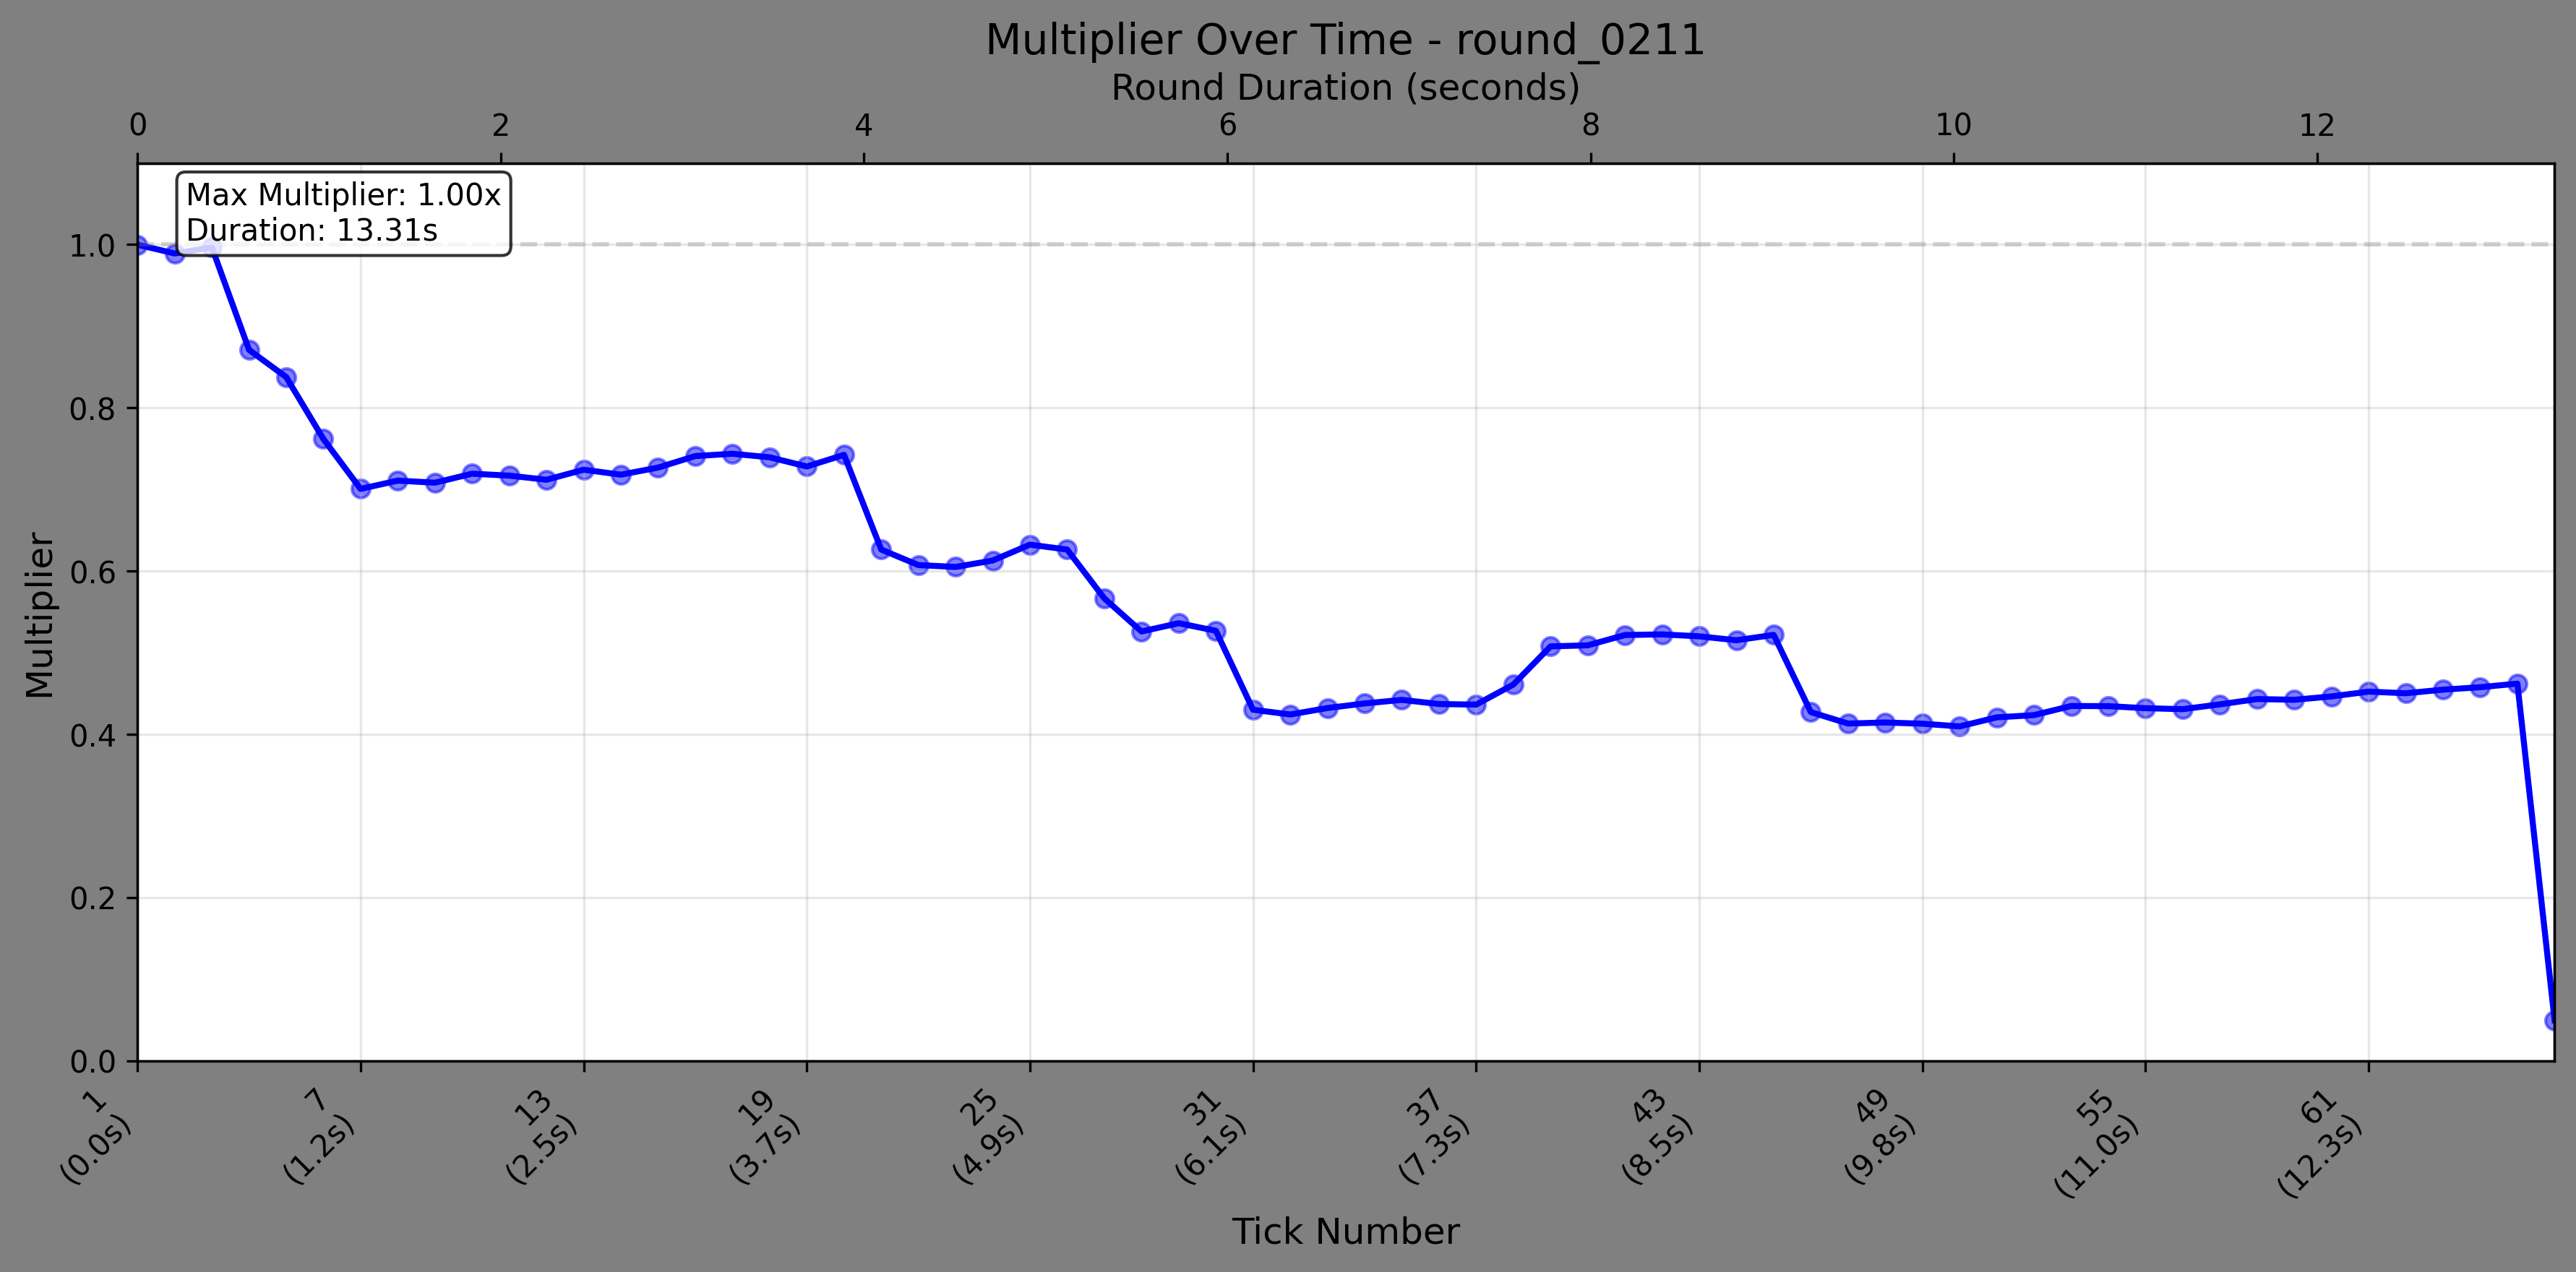 Multiplier Over Time - round_0211
Round Duration (seconds)
0 2 4 6 8 10 12
Max Multiplier: 1.00x
Duration: 13.31s
Multiplier
1.0
0.8
0.6
0.4
0.2
0.0
1
(0.0s)
7
(1.2s)
13
(2.5s)
19
(3.7s)
25
(4.9s)
31
(6.1s)
37
(7.3s)
43
(8.5s)
49
(9.8s)
55
(11.0s)
61
(12.3s)
Tick Number